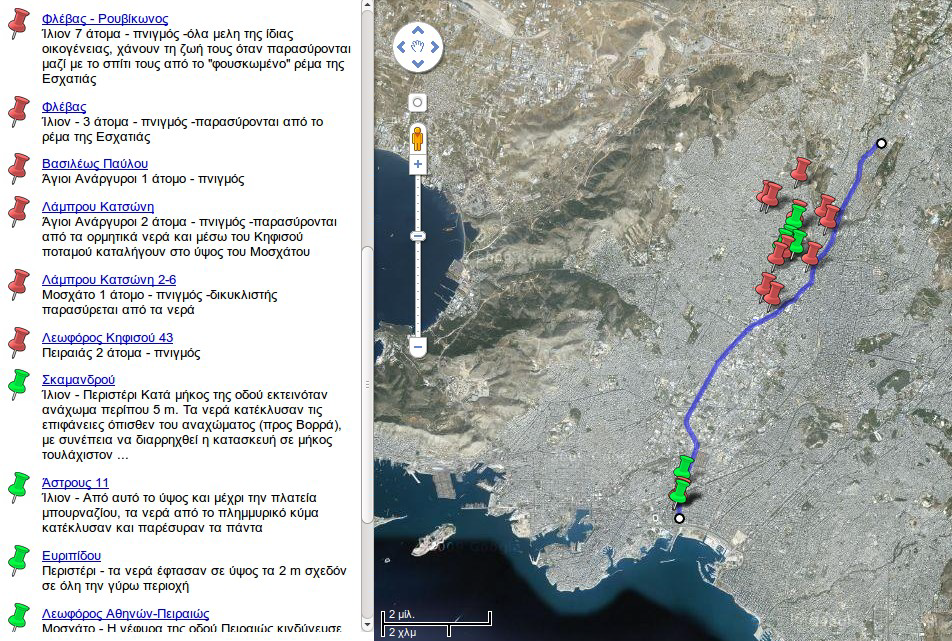 Φλέβας - Ρουβίκωνος
Ίλιον 7 άτομα - πνιγμός -όλα μελη της ίδιας
οικογένειας, χάνουν τη ζωή τους όταν παρασύρονται
μαζί με το σπίτι τους από το "φουσκωμένο" ρέμα της
Εσχατιάς
Φλέβας
Ίλιον - 3 άτομα - πνιγμός -παρασύρονται από το
ρέμα της Εσχατιάς
Βασιλέως Παύλου
Άγιοι Ανάργυροι 1 άτομο - πνιγμός
Λάμπρου Κατσώνη
Άγιοι Ανάργυροι 2 άτομα - πνιγμός -παρασύρονται
από τα ορμητικά νερά και μέσω του Κηφισού
ποταμού καταλήγουν στο ύψος του Μοσχάτου
Λάμπρου Κατσώνη 2-6
Μοσχάτο 1 άτομο - πνιγμός -δικυκλιστής
παρασύρεται από τα νερά
Λεωφόρος Κηφισού 43
Πειραιάς 2 άτομα - πνιγμός
Σκαμανδρού
Ίλιον - Περιστέρι Κατά μήκος της οδού εκτεινόταν
ανάχωμα περίπου 5 m. Τα νερά κατέκλυσαν τις
επιφάνειες όπισθεν του αναχώματος (προς Βορρά),
με συνέπεια να διαρρηχθεί η κατασκευή σε μήκος
τουλάχιστον ...
Άστρους 11
Ίλιον - Από αυτό το ύψος και μέχρι την πλατεία
μπουρναζίου, τα νερά από το πλημμυρικό κύμα
κατέκλυσαν και παρέσυραν τα πάντα
Ευριπίδου
Περιστέρι - τα νερά έφτασαν σε ύψος τα 2 m σχεδόν
σε όλη την γύρω περιοχή
Λεωφόρος Αθηνών-Πειραιώς
Μοσχάτο - Η γέφυρα της οδού Πειραιώς κινδύνευσε
2 μίλ.
2 χλμ